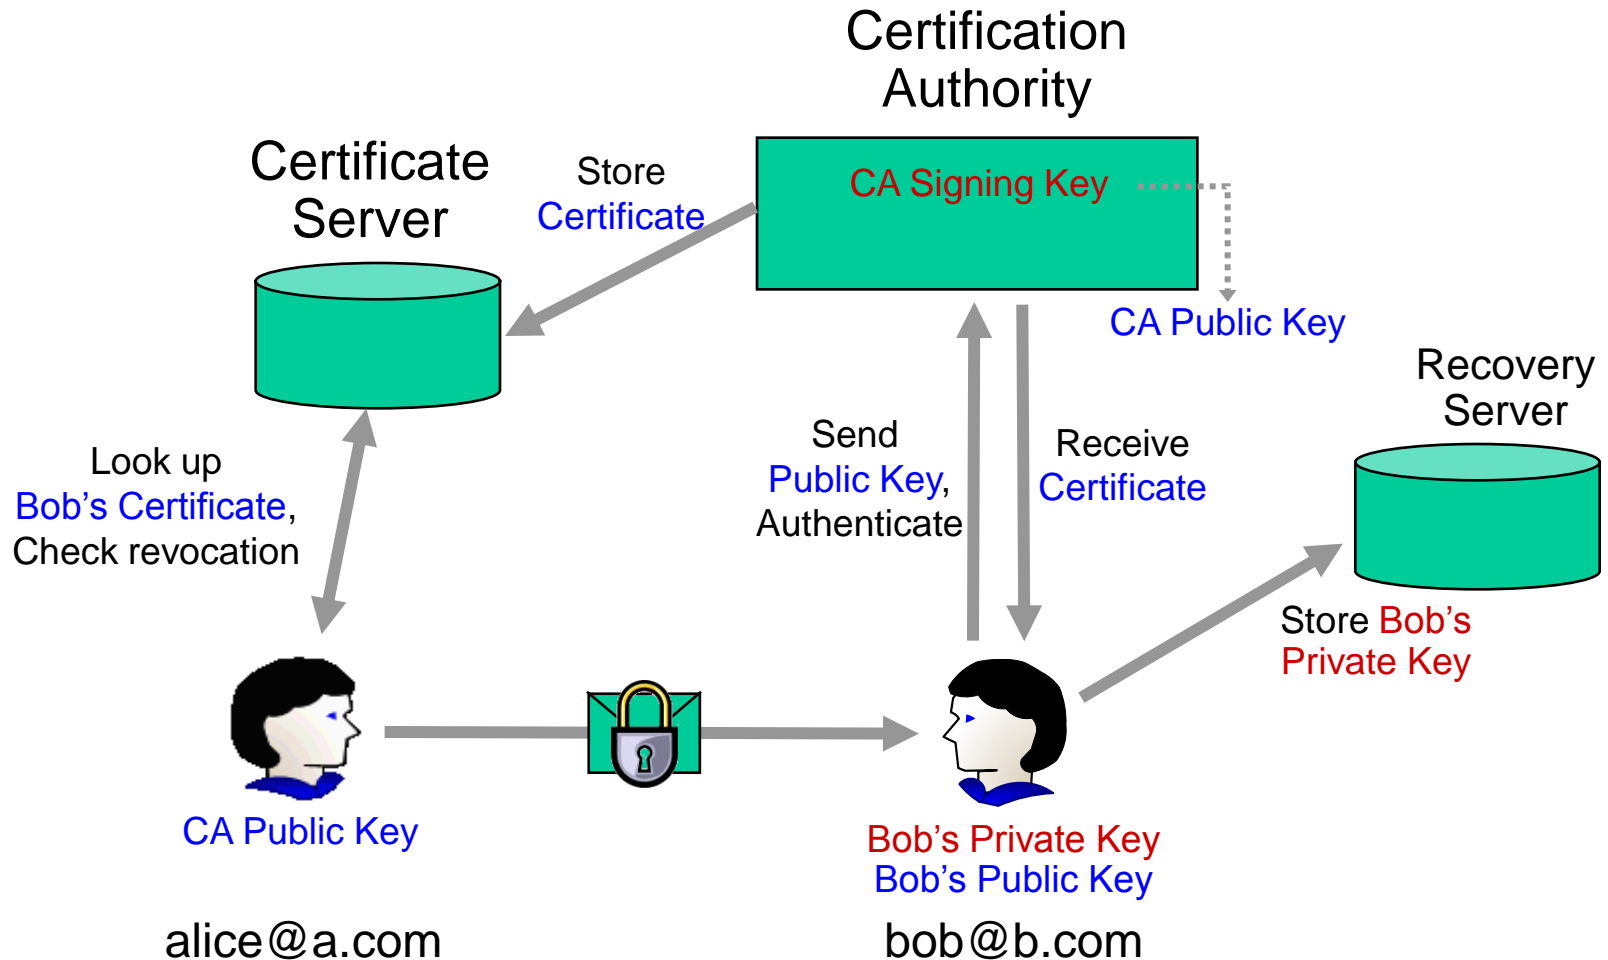 Certification
Authority
Certificate
Server
Store
Certificate
CA Signing Key
CA Public Key
Recovery
Server
Look up
Bob’s Certificate,
Check revocation
Send
Public Key,
Authenticate
Receive
Certificate
Store Bob’s
Private Key
CA Public Key
Bob’s Private Key
Bob’s Public Key
alice@a.com
bob@b.com